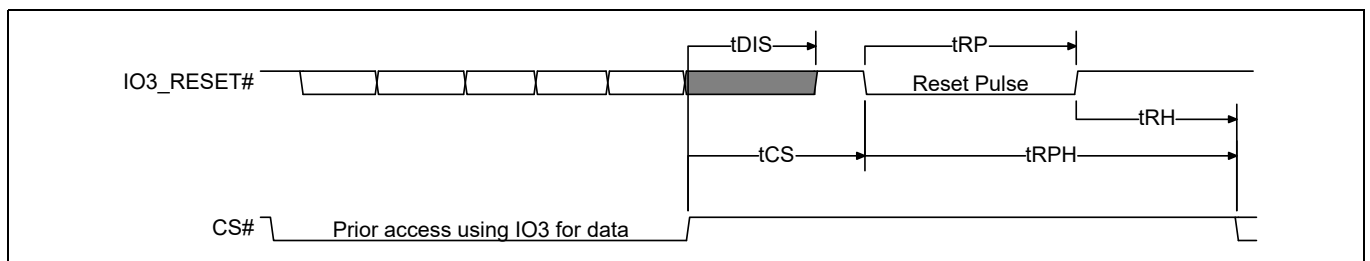 tDIS
tRP
IO3_RESET#
Reset Pulse
tRH
tCS
tRPH
CS#
Prior access using IO3 for data